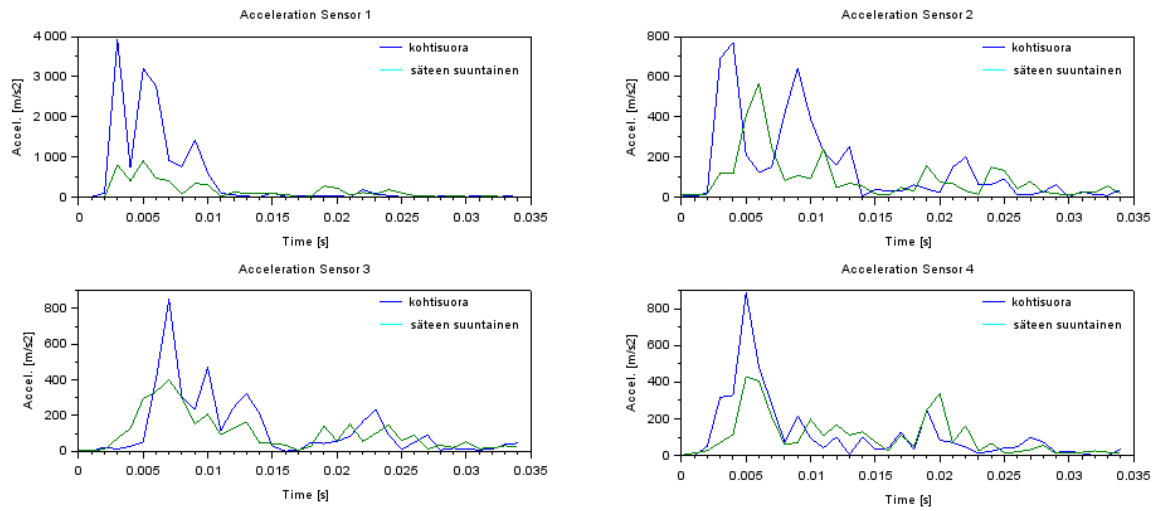 Acceleration Sensor 1
4 000
3 000
2 000
1 000
0
Accel. [m/s2]
kohtisuora
säteen suuntainen
0
0.005
0.01
0.015
0.02
0.025
0.03
0.035
Time [s]
Acceleration Sensor 2
800
600
400
200
0
Accel. [m/s2]
kohtisuora
säteen suuntainen
0
0.005
0.01
0.015
0.02
0.025
0.03
0.035
Time [s]
Acceleration Sensor 3
800
600
400
200
0
Accel. [m/s2]
kohtisuora
säteen suuntainen
0
0.005
0.01
0.015
0.02
0.025
0.03
0.035
Time [s]
Acceleration Sensor 4
800
600
400
200
0
Accel. [m/s2]
kohtisuora
säteen suuntainen
0
0.005
0.01
0.015
0.02
0.025
0.03
0.035
Time [s]